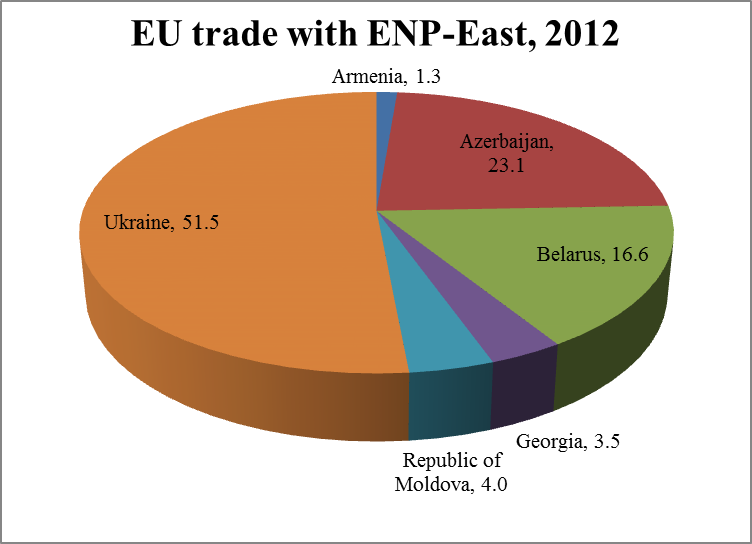 EU trade with ENP-East, 2012
Armenia, 1.3
Azerbaijan,
23.1
Ukraine, 51.5
Belarus, 16.6
Georgia, 3.5
Republic of
Moldova, 4.0